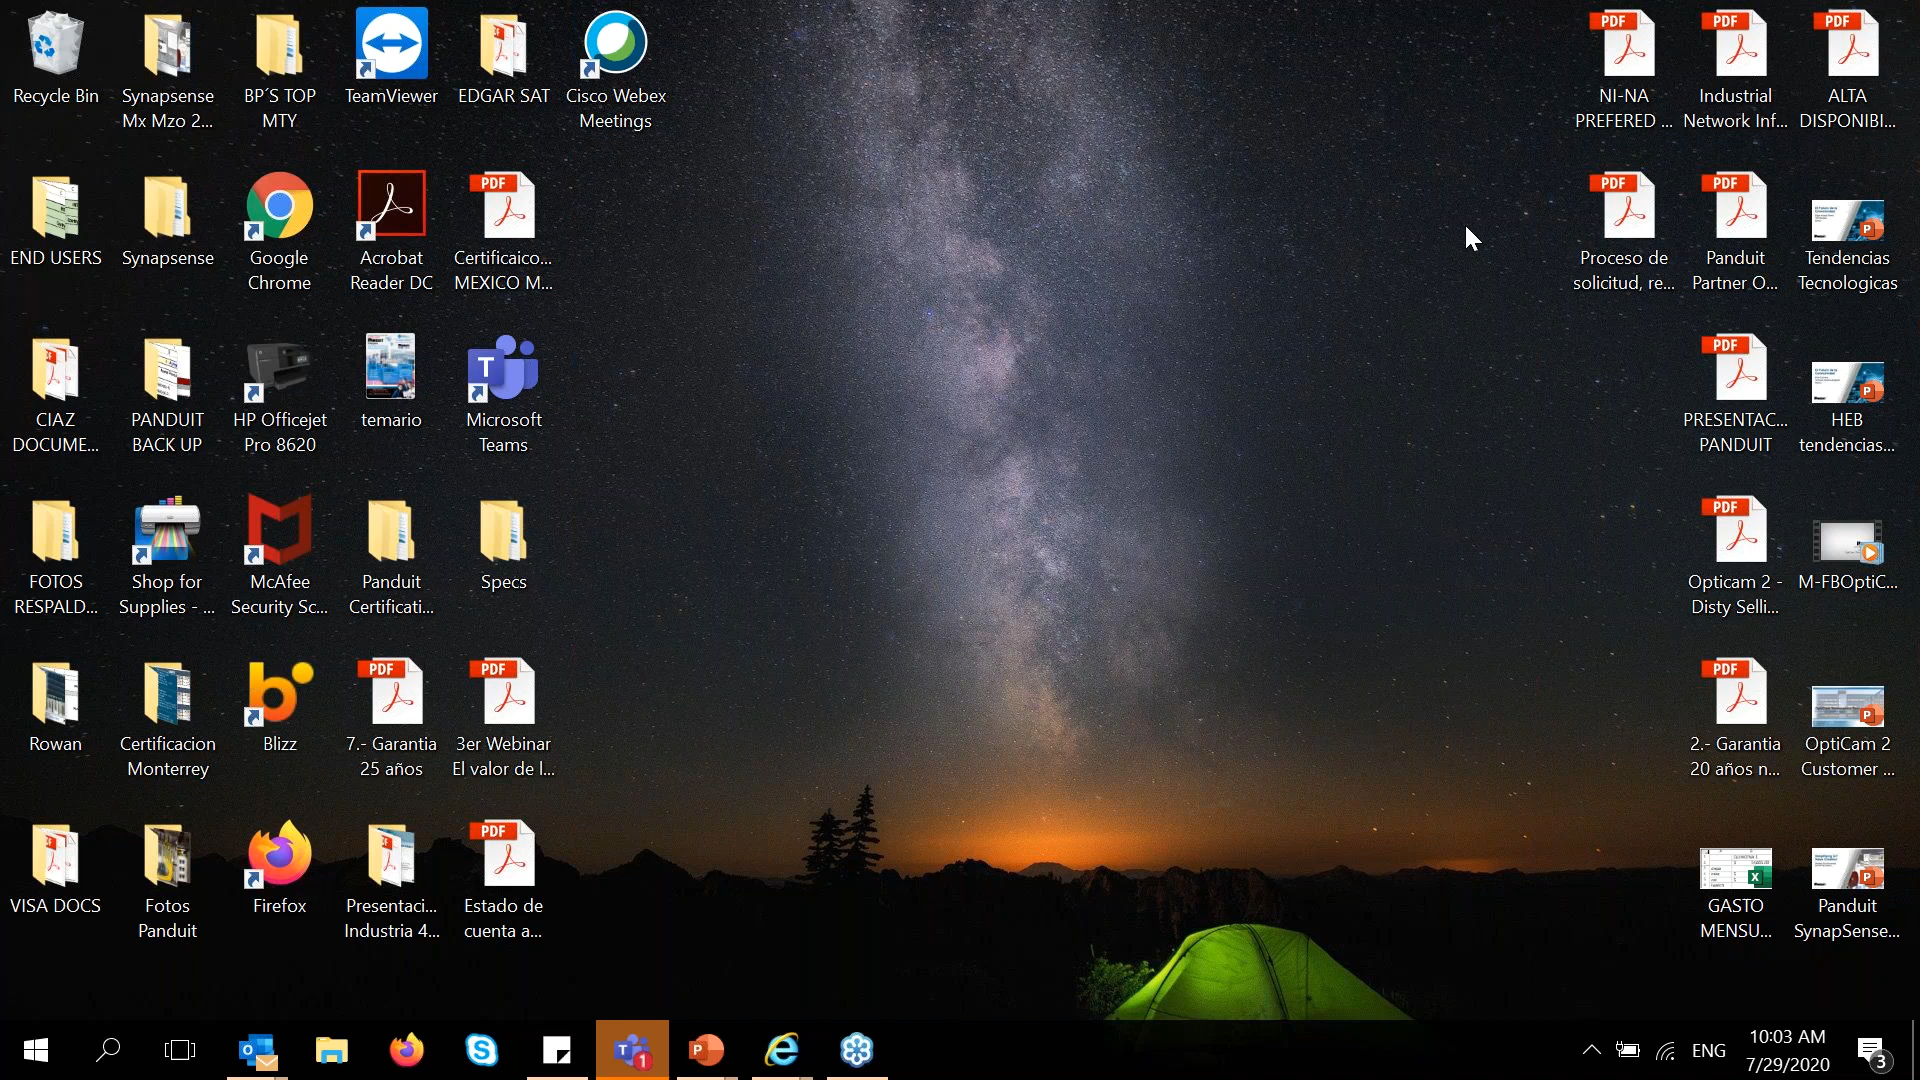 Recycle Bin
Synapsense
Mx Mzo 2...
BP´S TOP
MTY
TeamViewer
EDGAR SAT
Cisco Webex
Meetings
PDF
NI-NA
PREFERED ...
PDF
Industrial
Network Inf...
PDF
ALTA
DISPONIBI...
END USERS
Synapsense
Google
Chrome
Acrobat
Reader DC
PDF
Certificaico...
MEXICO M...
PDF
Proceso de
solicitud, re...
PDF
Panduit
Partner O...
Tendencias
Tecnologicas
CIAZ
DOCUME...
PANDUIT
BACK UP
HP Officejet
Pro 8620
temario
T
Microsoft
Teams
PDF
PRESENTAC...
PANDUIT
HEB
tendencias...
FOTOS
RESPALD...
Shop for
Supplies - ...
McAfee
Security Sc...
Panduit
Certificati...
Specs
PDF
Opticam 2 -
Disty Selli...
M-FBOptiC...
Rowan
Certificacion
Monterrey
b
Blizz
PDF
7.- Garantia
25 años
PDF
3er Webinar
El valor de l...
PDF
2.- Garantia
20 años n...
OptiCam 2
Customer ...
VISA DOCS
Fotos
Panduit
Firefox
Presentaci...
Industria 4...
PDF
Estado de
cuenta a...
GASTO
MENSU...
Panduit
SynapSense...
ENG
10:03 AM
7/29/2020
3
1